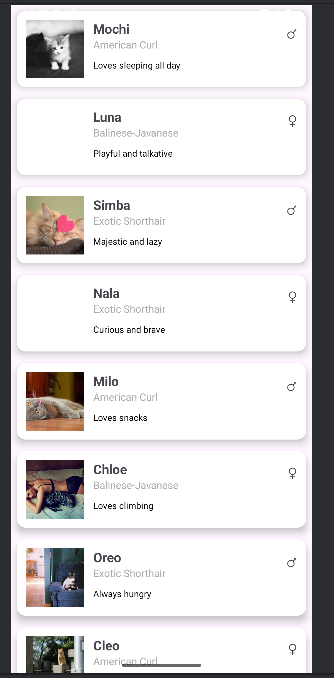 Mochi
American Curl
Loves sleeping all day
Luna
Balinese-Javanese
Playful and talkative
Simba
Exotic Shorthair
Majestic and lazy
Nala
Exotic Shorthair
Curious and brave
Milo
American Curl
Loves snacks
Chloe
Balinese-Javanese
Loves climbing
Oreo
Exotic Shorthair
Always hungry
Cleo
American Curl